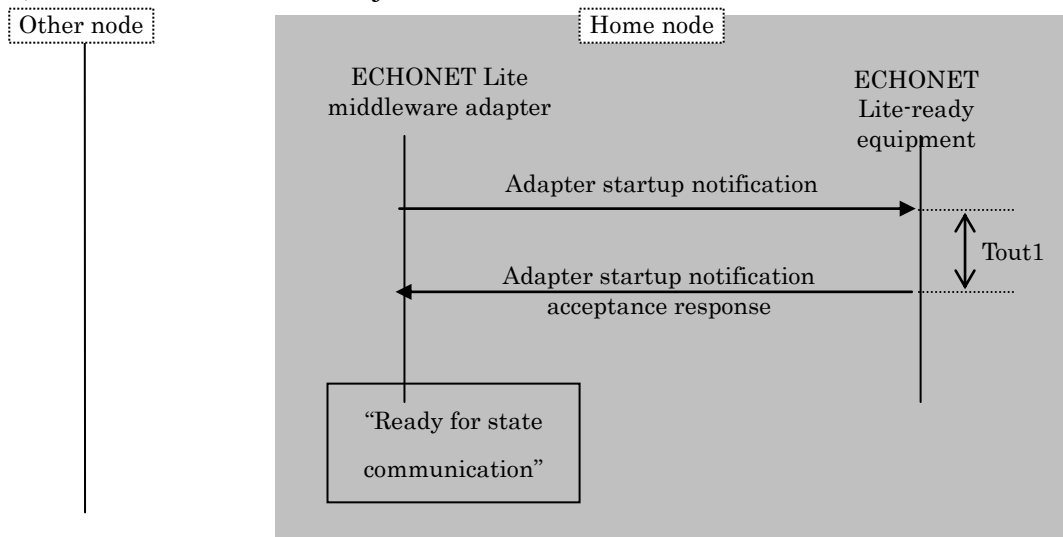 Other node
Home node
ECHONET Lite
middleware adapter
ECHONET
Lite-ready
equipment
Adapter startup notification
Tout1
Adapter startup notification
acceptance response
“Ready for state
communication”